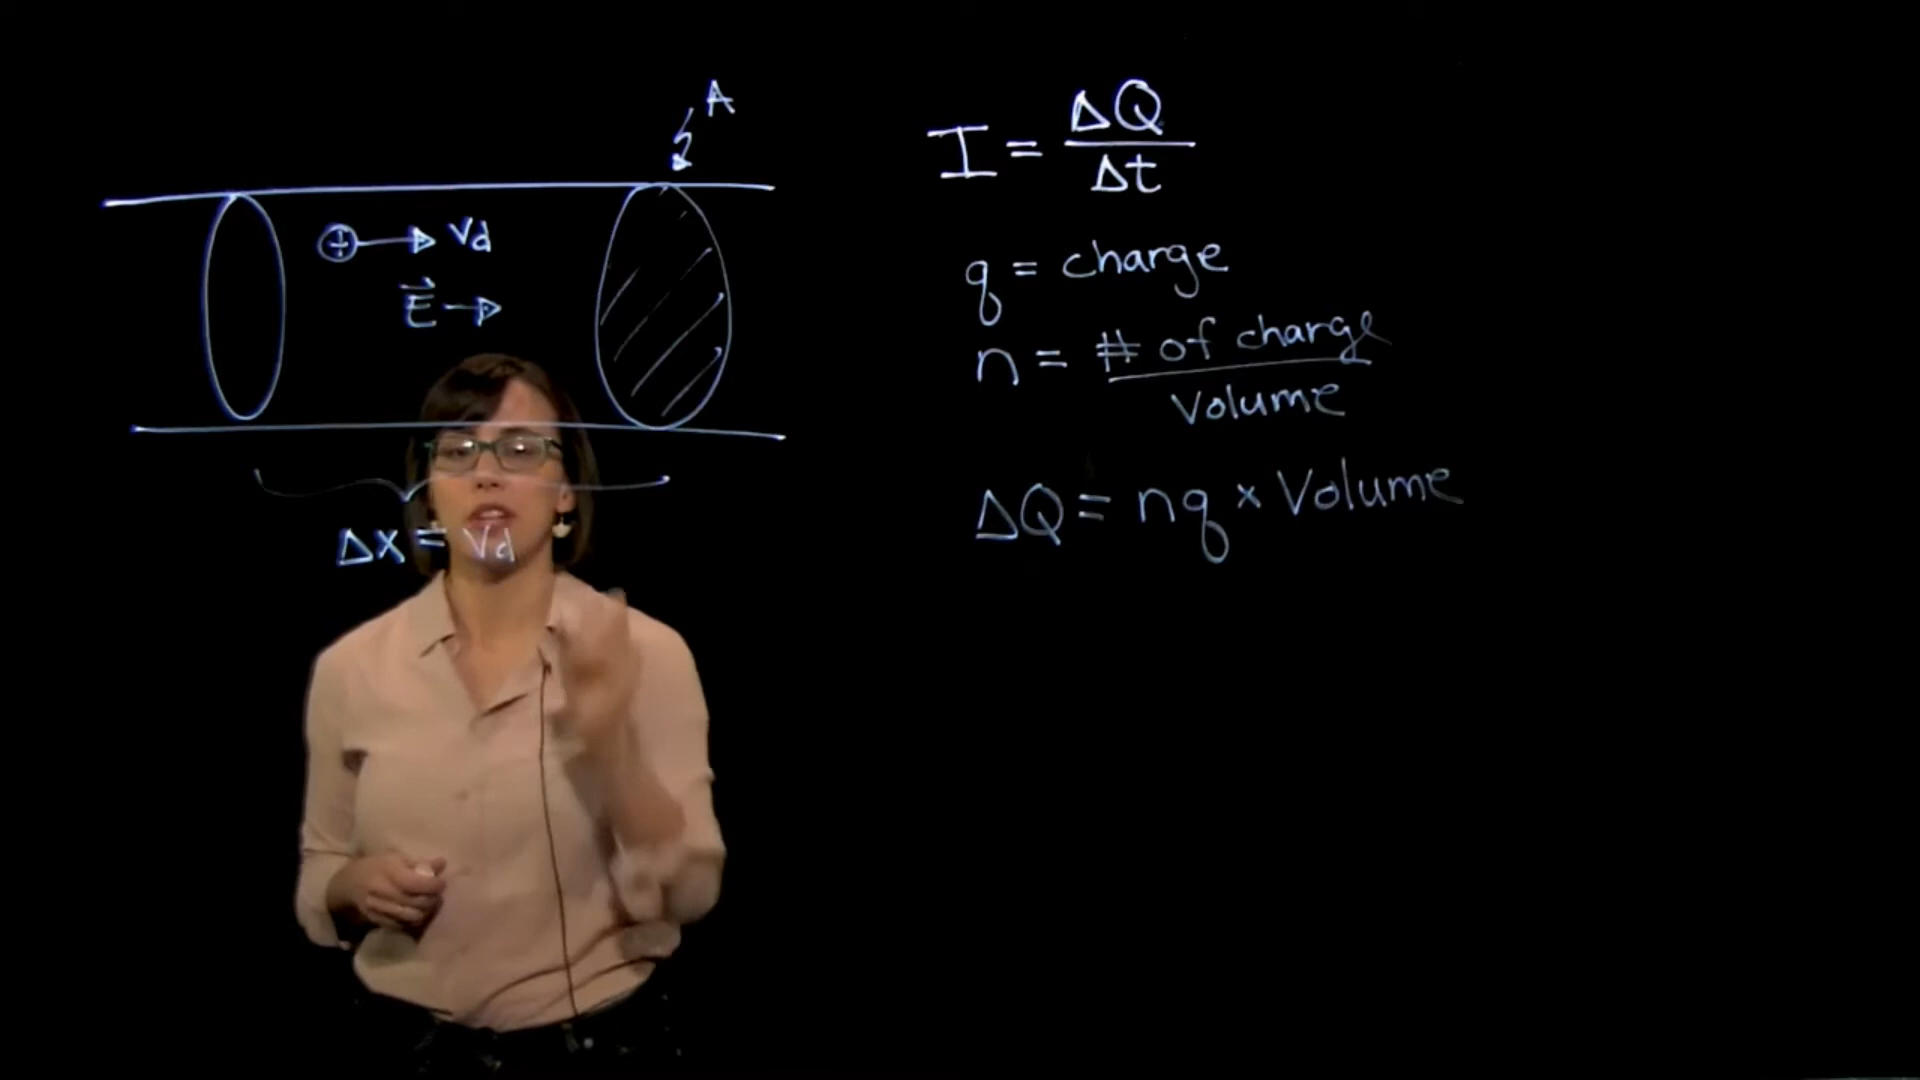 A
Vd
E
Δx = Vd
I = ΔQ / Δt
q = charge
n = # of charge / Volume
ΔQ = nq × Volume